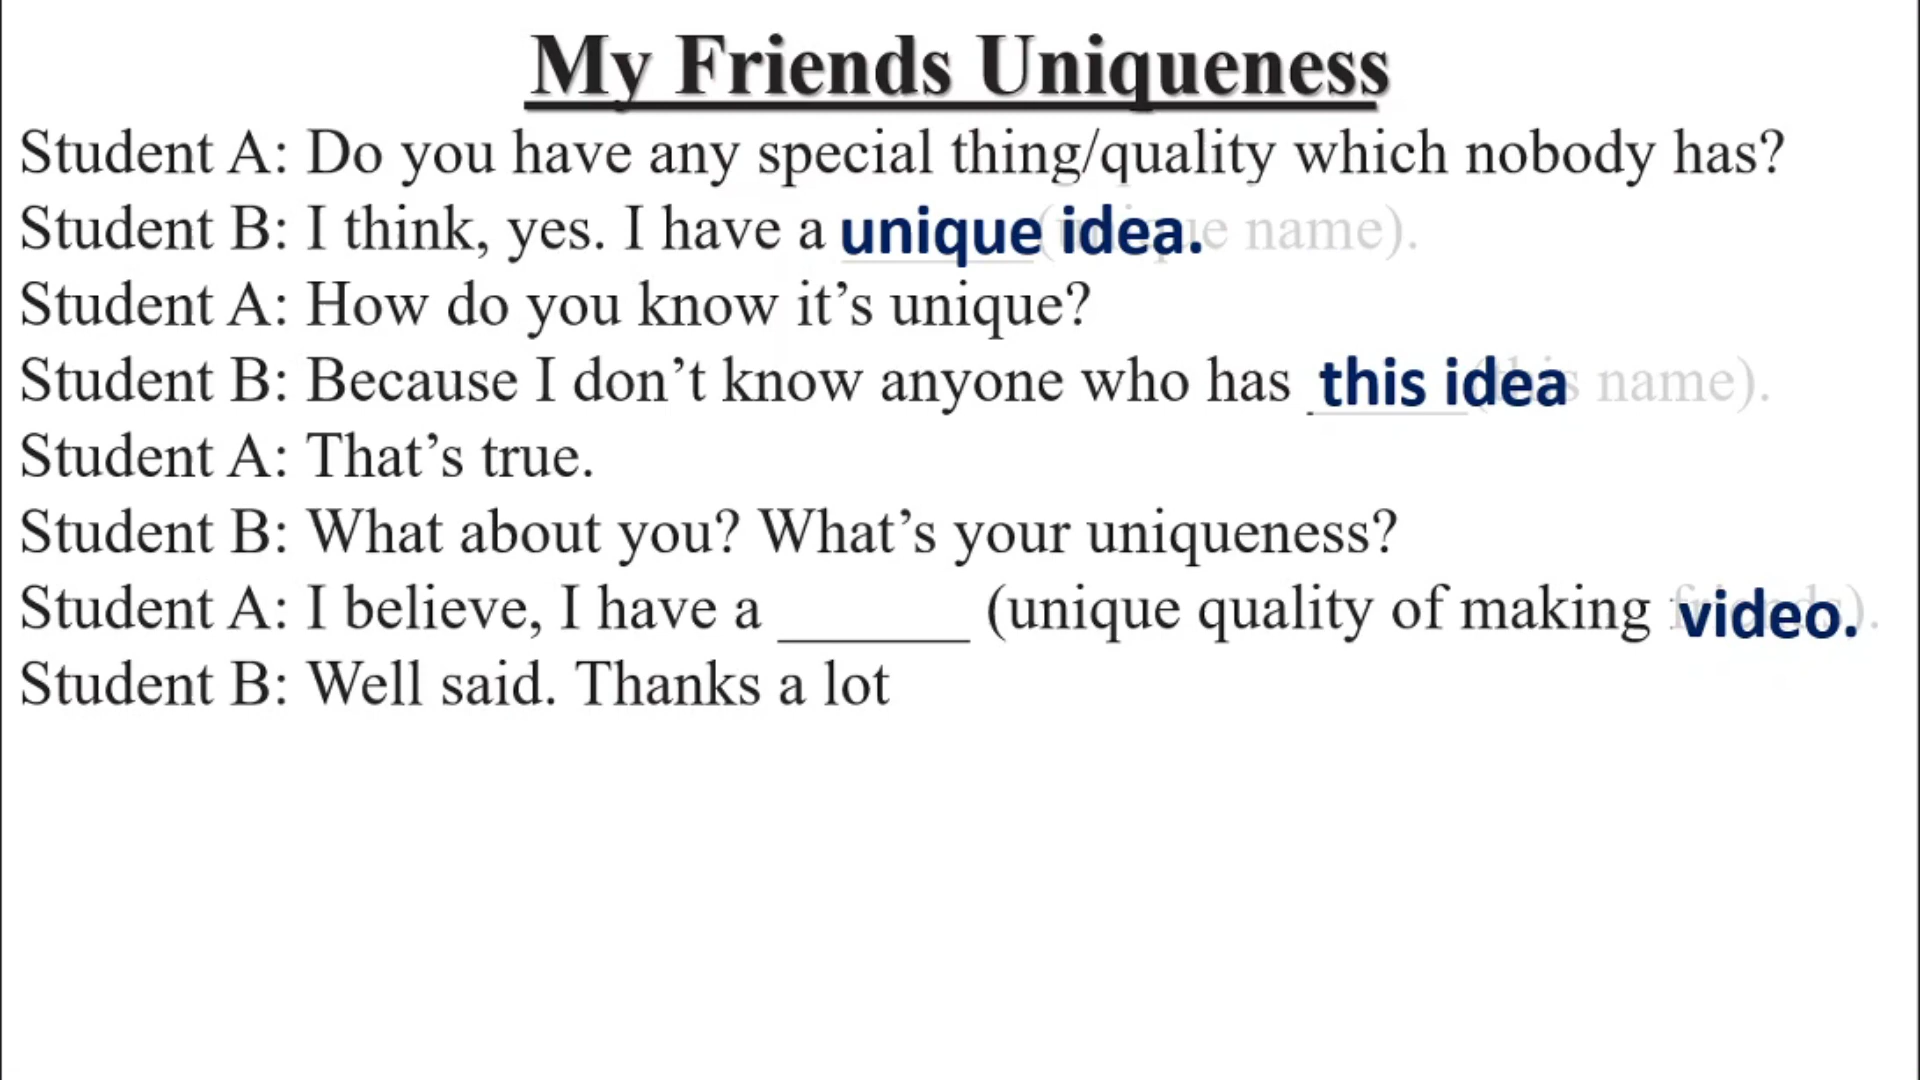 My Friends Uniqueness
Student A: Do you have any special thing/quality which nobody has?
Student B: I think, yes. I have a unique idea. name).
Student A: How do you know it’s unique?
Student B: Because I don’t know anyone who has this idea name).
Student A: That’s true.
Student B: What about you? What’s your uniqueness?
Student A: I believe, I have a ______ (unique quality of making video.
Student B: Well said. Thanks a lot